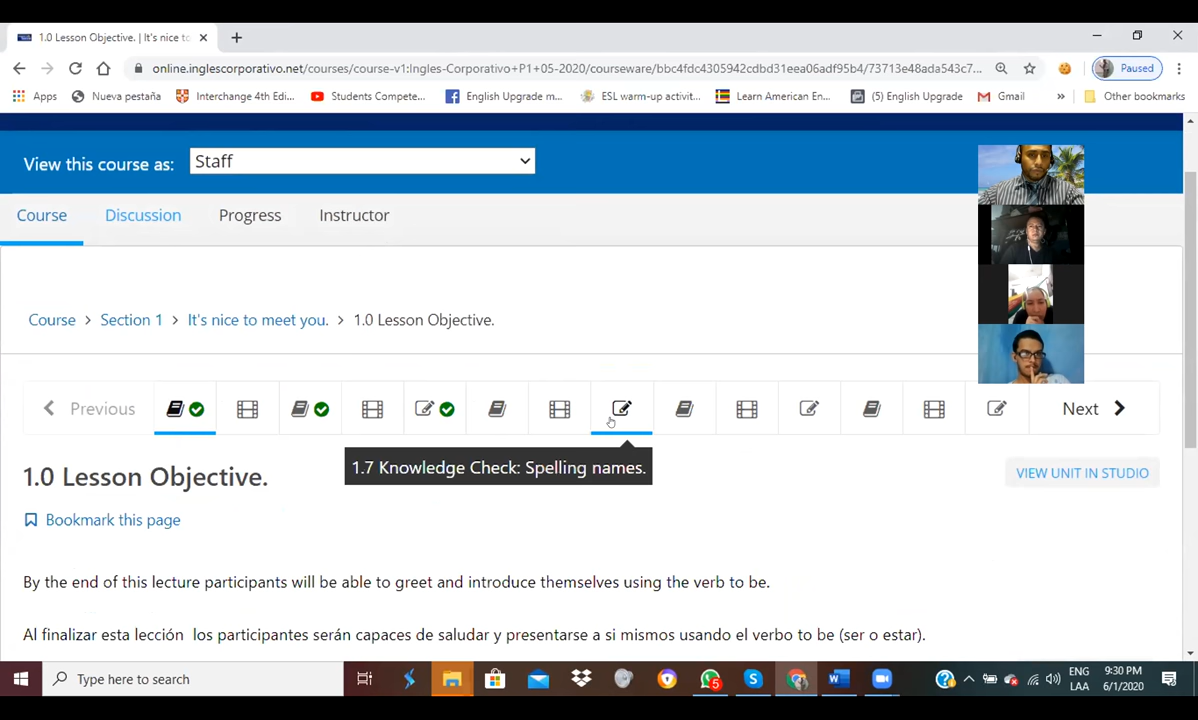 1.0 Lesson Objective. | It's nice to
online.inglescorporativo.net/courses/course-v1:Ingles-Corporativo+P1+05-2020/courseware/bbc4fdc4305942cdbd31eea06adf95b4/73713e48ada543c7...
Paused
Apps
Nueva pestaña
Interchange 4th Edi...
Students Compete...
English Upgrade m...
ESL warm-up activit...
Learn American En...
(5) English Upgrade
Gmail
»
Other bookmarks
View this course as:
Staff
Course
Discussion
Progress
Instructor
Course > Section 1 > It's nice to meet you. > 1.0 Lesson Objective.
Previous
Next
1.7 Knowledge Check: Spelling names.
1.0 Lesson Objective.
VIEW UNIT IN STUDIO
Bookmark this page
By the end of this lecture participants will be able to greet and introduce themselves using the verb to be.
Al finalizar esta lección los participantes serán capaces de saludar y presentarse a si mismos usando el verbo to be (ser o estar).
Type here to search
5
ENG
LAA
9:30 PM
6/1/2020